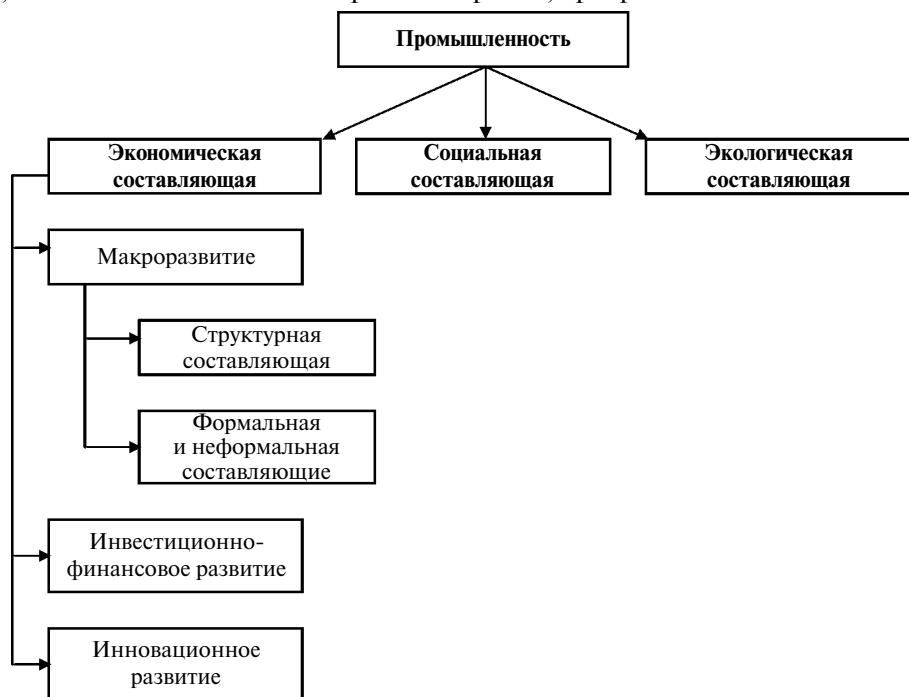 Промышленность
Экономическая
составляющая
Социальная
составляющая
Экологическая
составляющая
Макроразвитие
Структурная
составляющая
Формальная
и неформальная
составляющие
Инвестиционно-
финансовое развитие
Инновационное
развитие